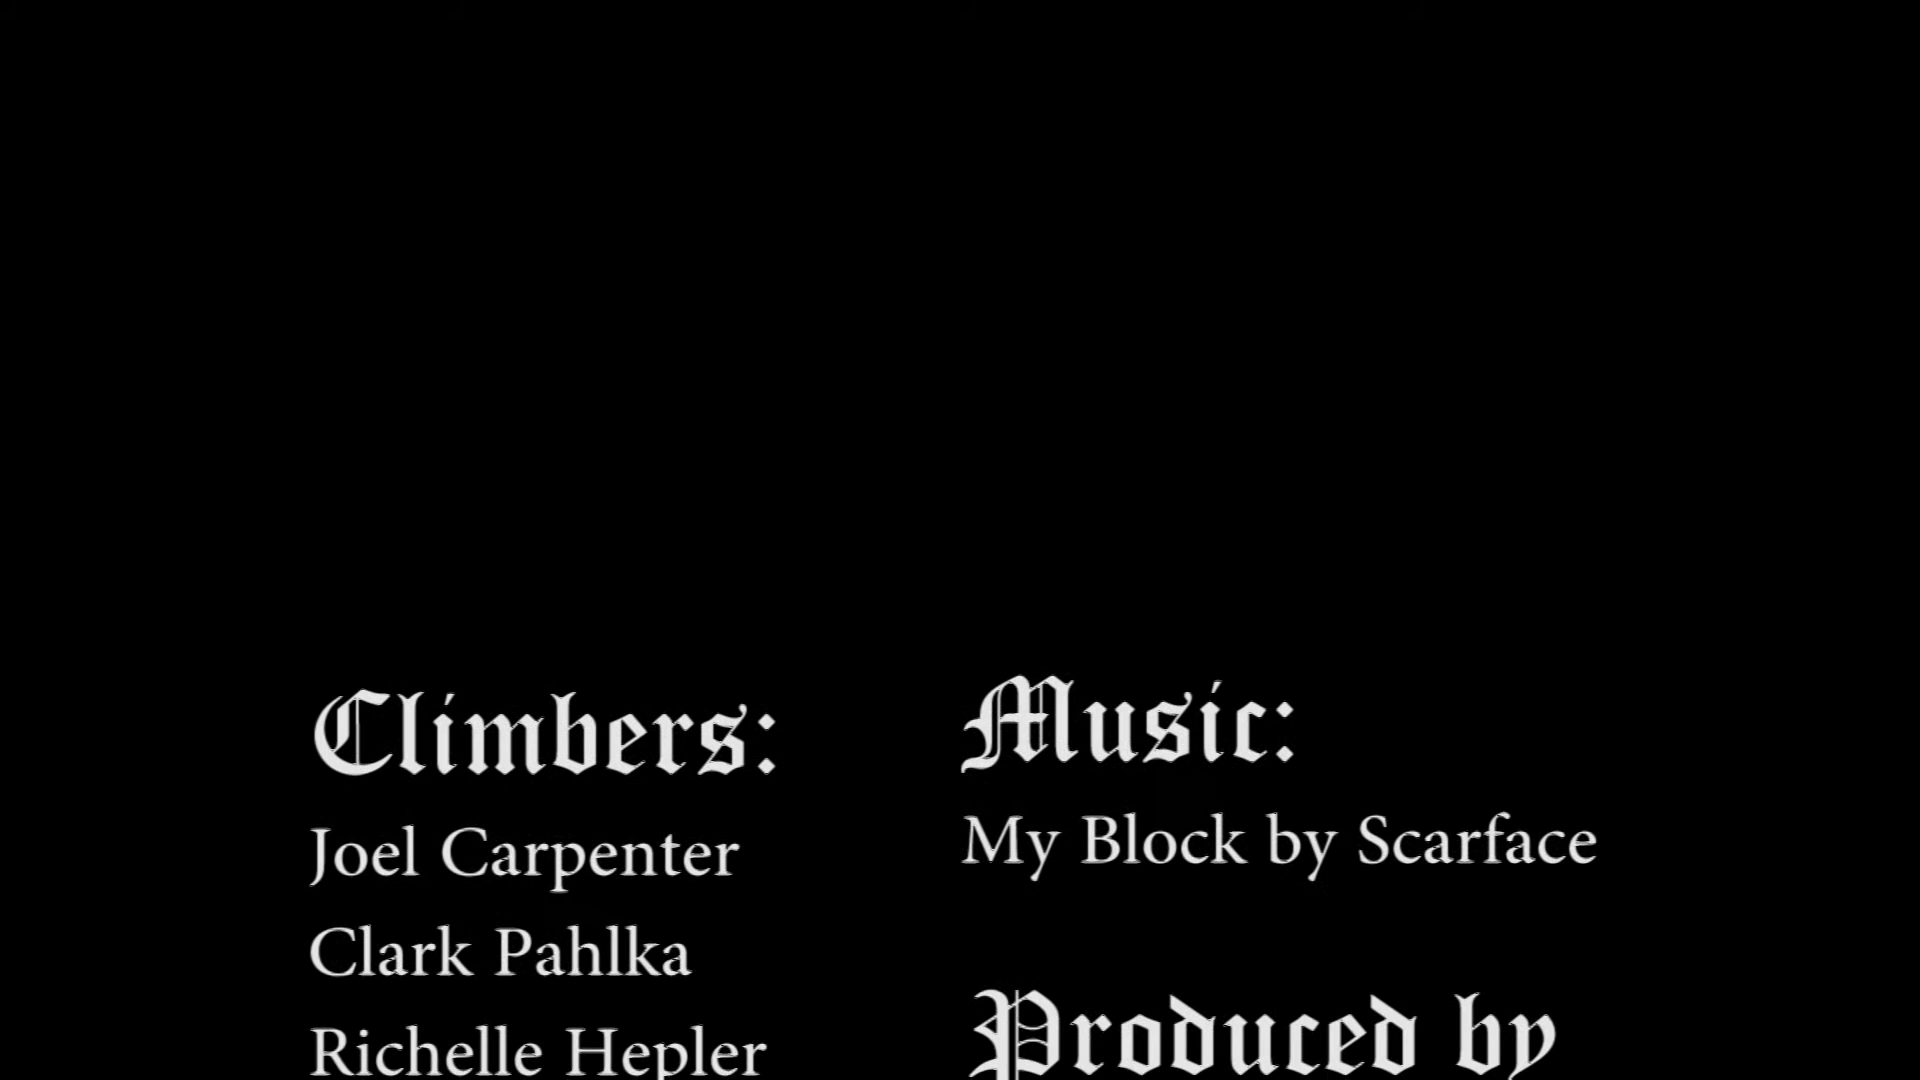 Climbers:
Joel Carpenter
Clark Pahlka
Richelle Hepler
Music:
My Block by Scarface
Produced by